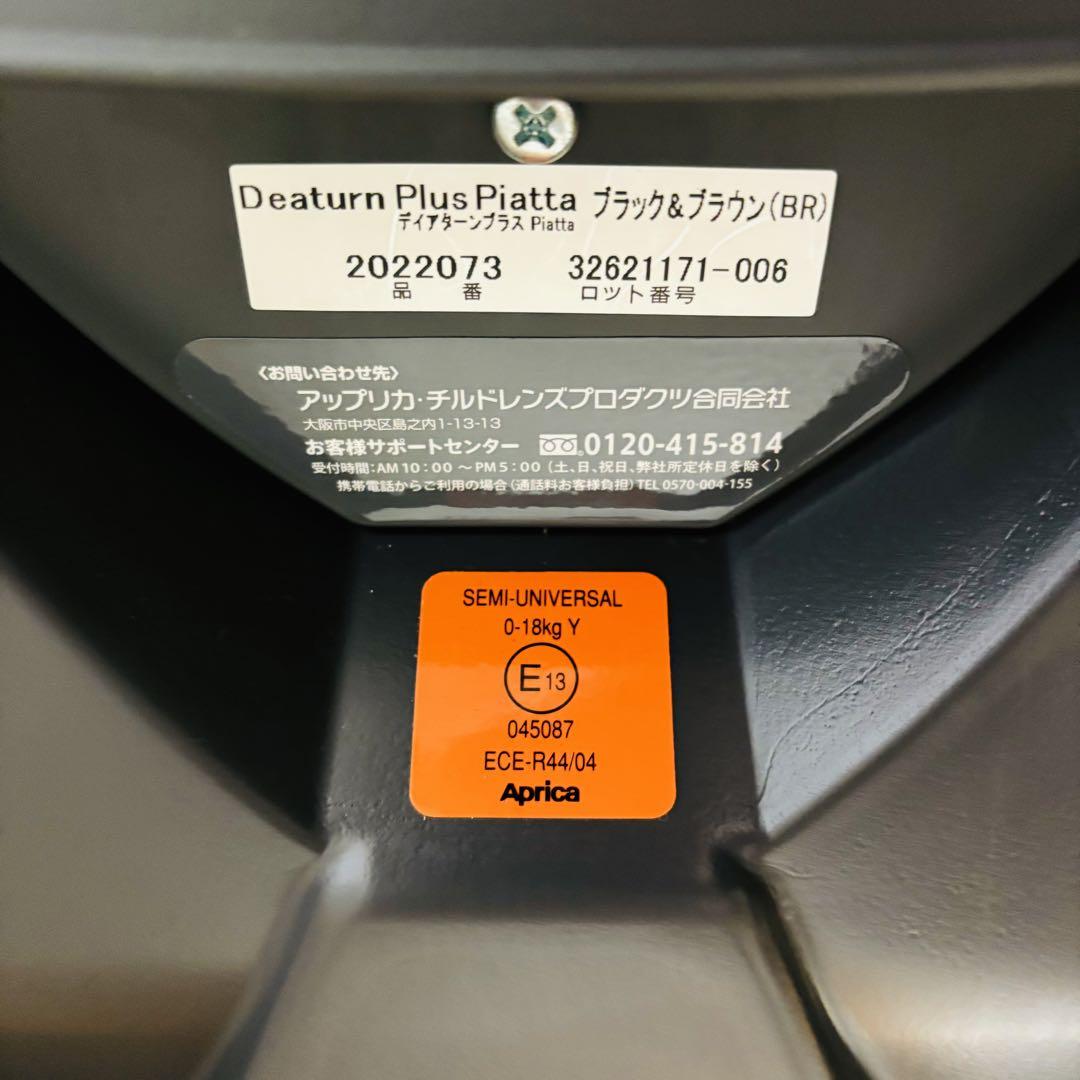 Deaturn Plus Piatta ブラック&ブラウン(BR)
ディアターンプラス Piatta
2022073 32621171-006
品 番 ロット番号
〈お問い合わせ先〉
アップリカ・チルドレンズプロダクツ合同会社
大阪市中央区島之内1-13-13
お客様サポートセンター 0120-415-814
受付時間:AM10:00 ~PM5:00 (土、日、祝日、弊社所定休日を除く)
携帯電話からご利用の場合(通話料お客様負担) TEL 0570-004-155
SEMI-UNIVERSAL
0-18kg Y
E 13
045087
ECE-R44/04
Aprica